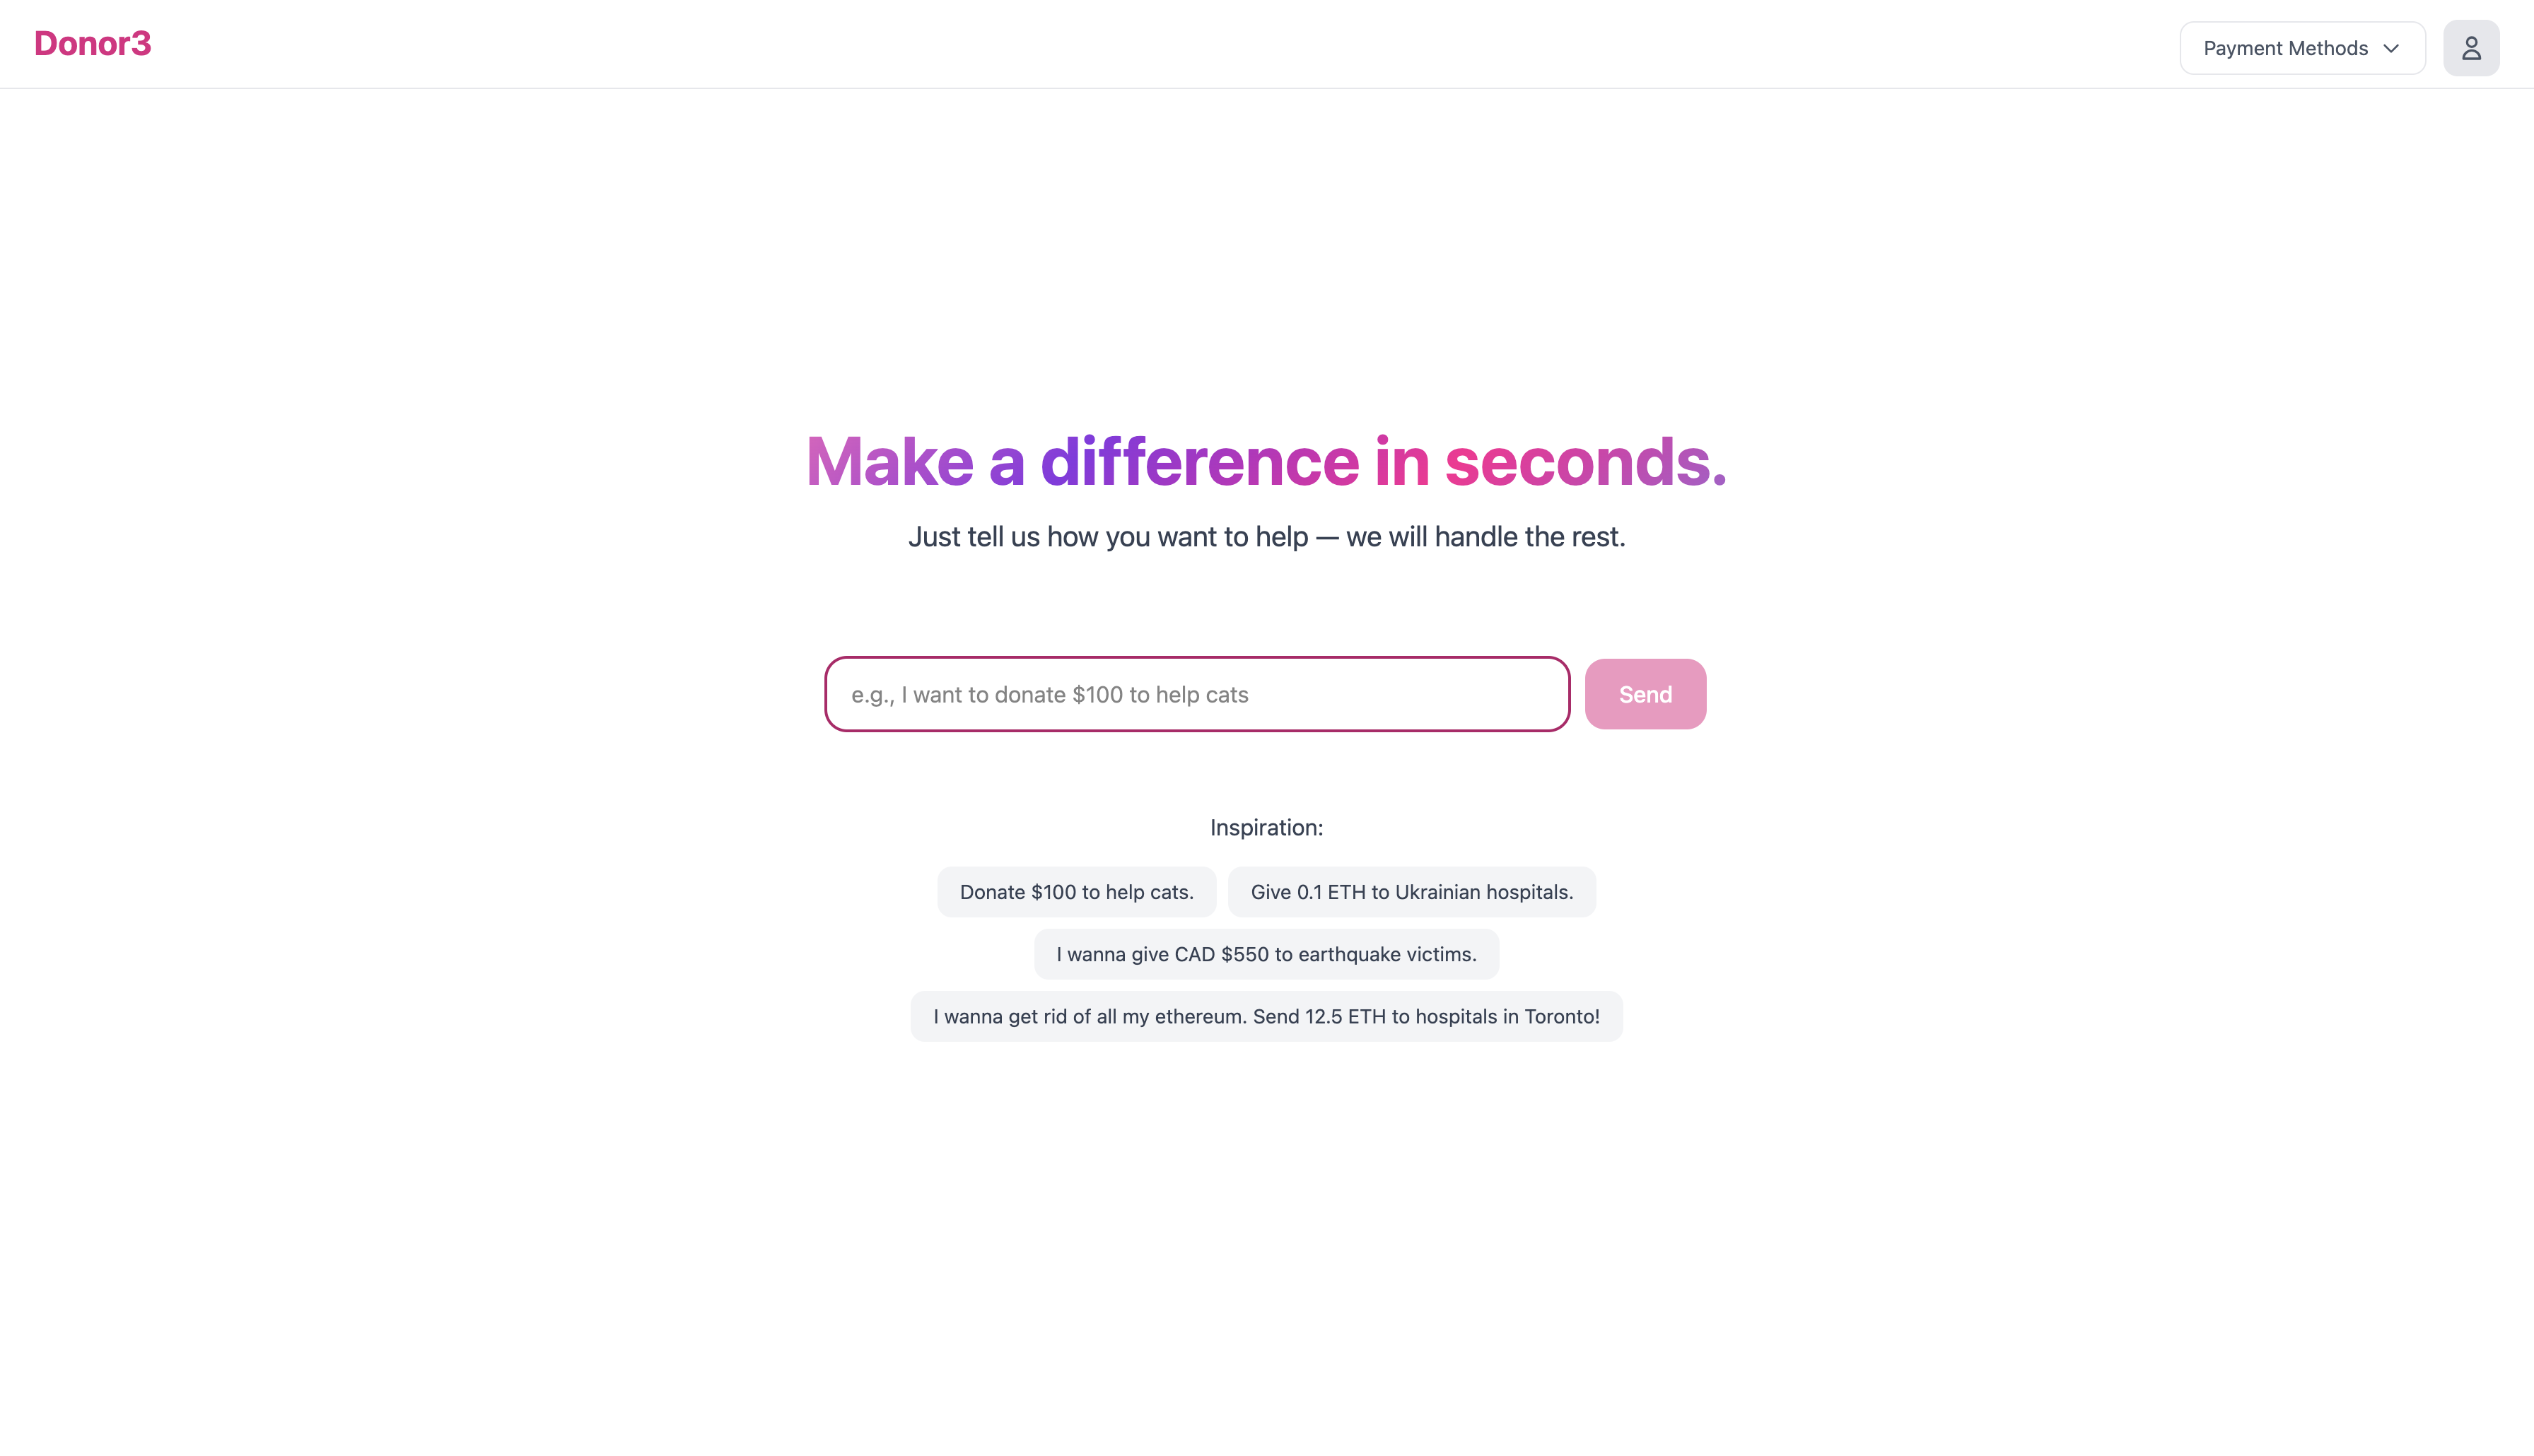 Donor3
Payment Methods
Make a difference in seconds.
Just tell us how you want to help — we will handle the rest.
e.g., I want to donate $100 to help cats
Send
Inspiration:
Donate $100 to help cats.
Give 0.1 ETH to Ukrainian hospitals.
I wanna give CAD $550 to earthquake victims.
I wanna get rid of all my ethereum. Send 12.5 ETH to hospitals in Toronto!